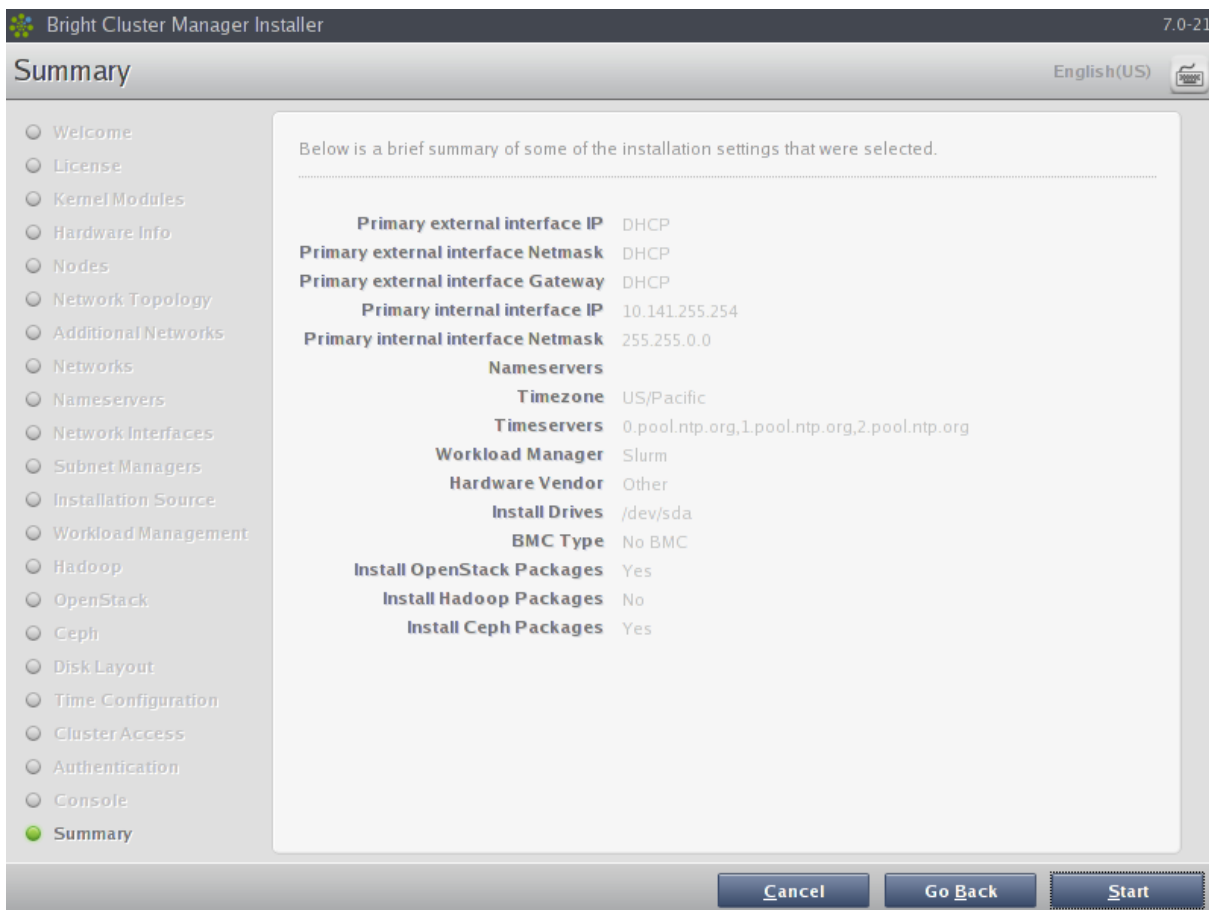 Bright Cluster Manager Installer 7.0-21
Summary English(US)
Welcome
License
Kernel Modules
Hardware Info
Nodes
Network Topology
Additional Networks
Networks
Nameservers
Network Interfaces
Subnet Managers
Installation Source
Workload Management
Hadoop
OpenStack
Ceph
Disk Layout
Time Configuration
Cluster Access
Authentication
Console
Summary
Below is a brief summary of some of the installation settings that were selected.
Primary external interface IP DHCP
Primary external interface Netmask DHCP
Primary external interface Gateway DHCP
Primary internal interface IP 10.141.255.254
Primary internal interface Netmask 255.255.0.0
Nameservers
Timezone US/Pacific
Timeservers 0.pool.ntp.org,1.pool.ntp.org,2.pool.ntp.org
Workload Manager Slurm
Hardware Vendor Other
Install Drives /dev/sda
BMC Type No BMC
Install OpenStack Packages Yes
Install Hadoop Packages No
Install Ceph Packages Yes
Cancel Go Back Start